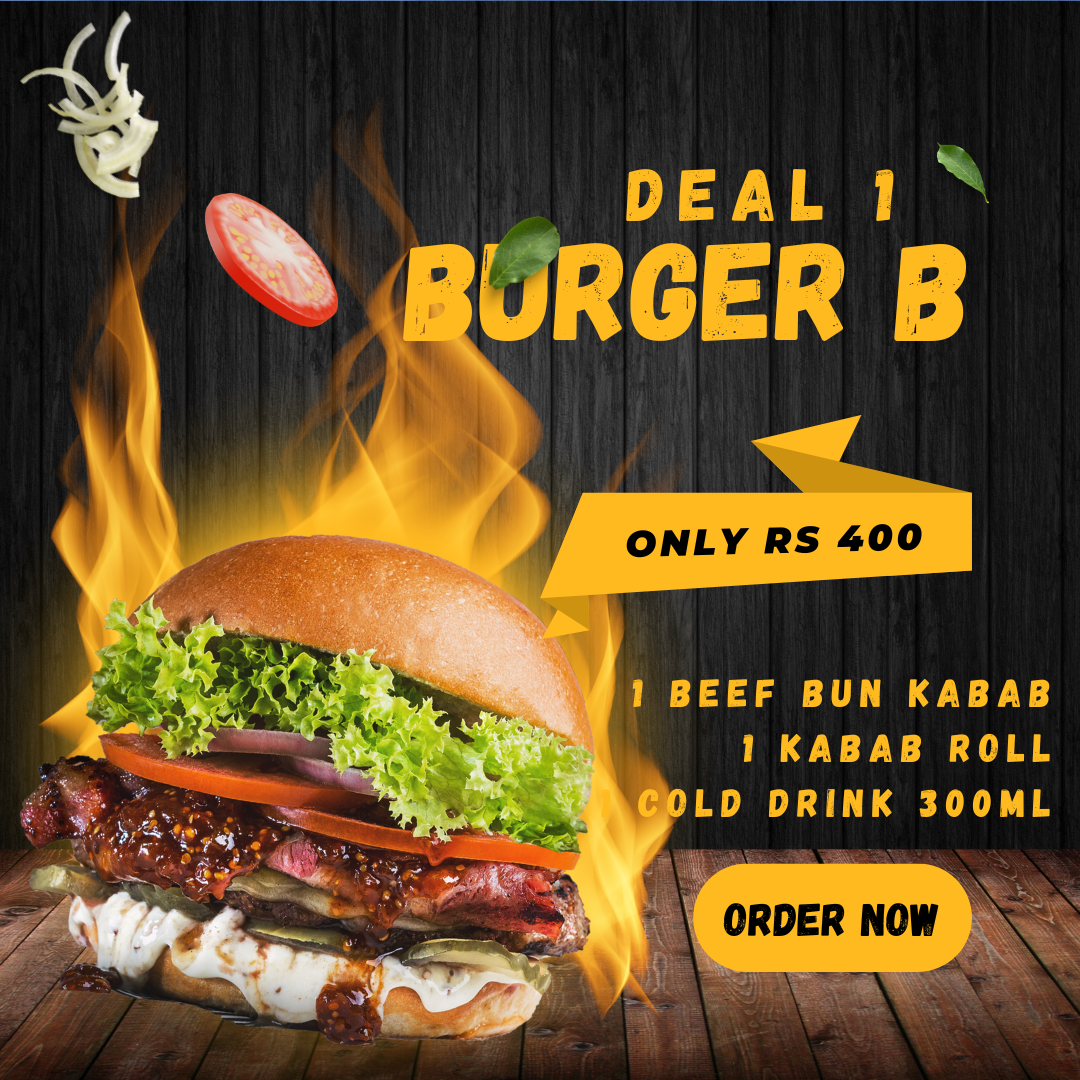 DEAL 1
BURGER B
ONLY RS 400
1 BEEF BUN KABAB
1 KABAB ROLL
COLD DRINK 300ML
ORDER NOW